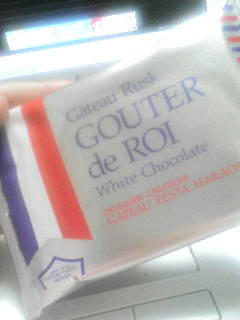 Gâteau Rusk
GOUTER
de ROI
White Chocolate
GATEAU FESTA HARADA